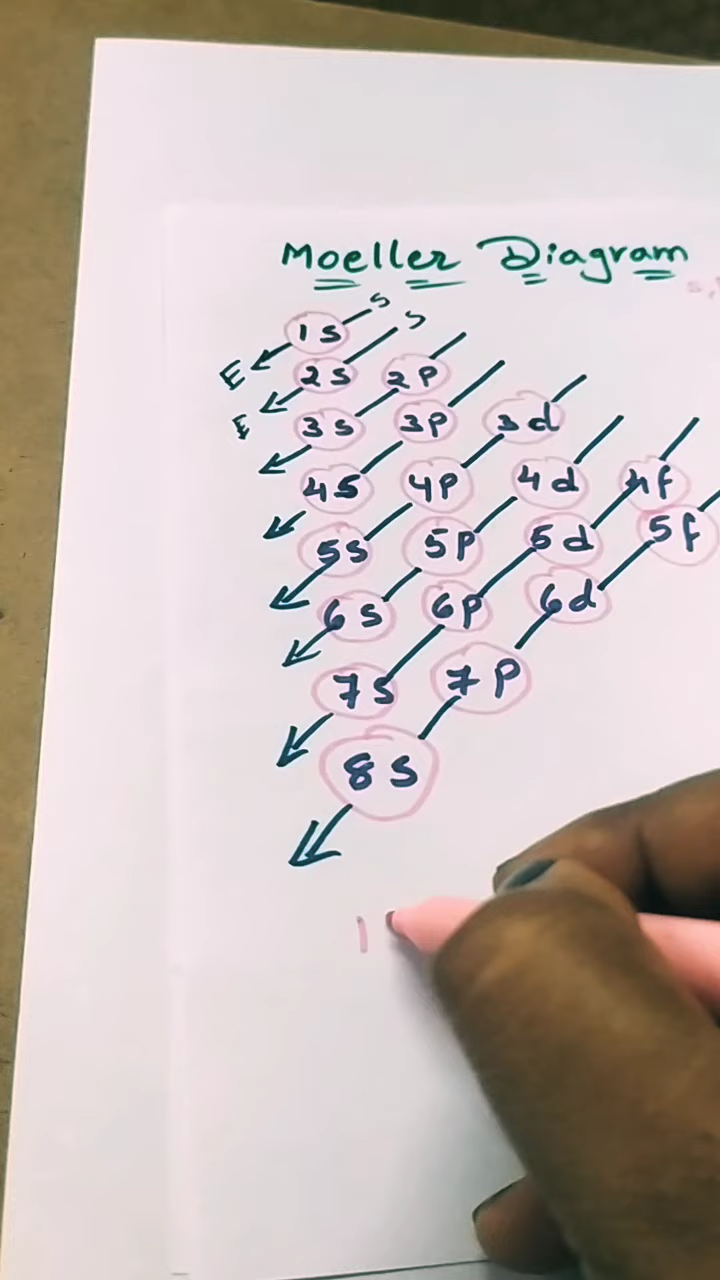 Moeller Diagram
S
1s S
E 2s 2p
E 3s 3p 3d
4s 4p 4d 4f
5s 5p 5d 5f
6s 6p 6d
7s 7p
8s
1